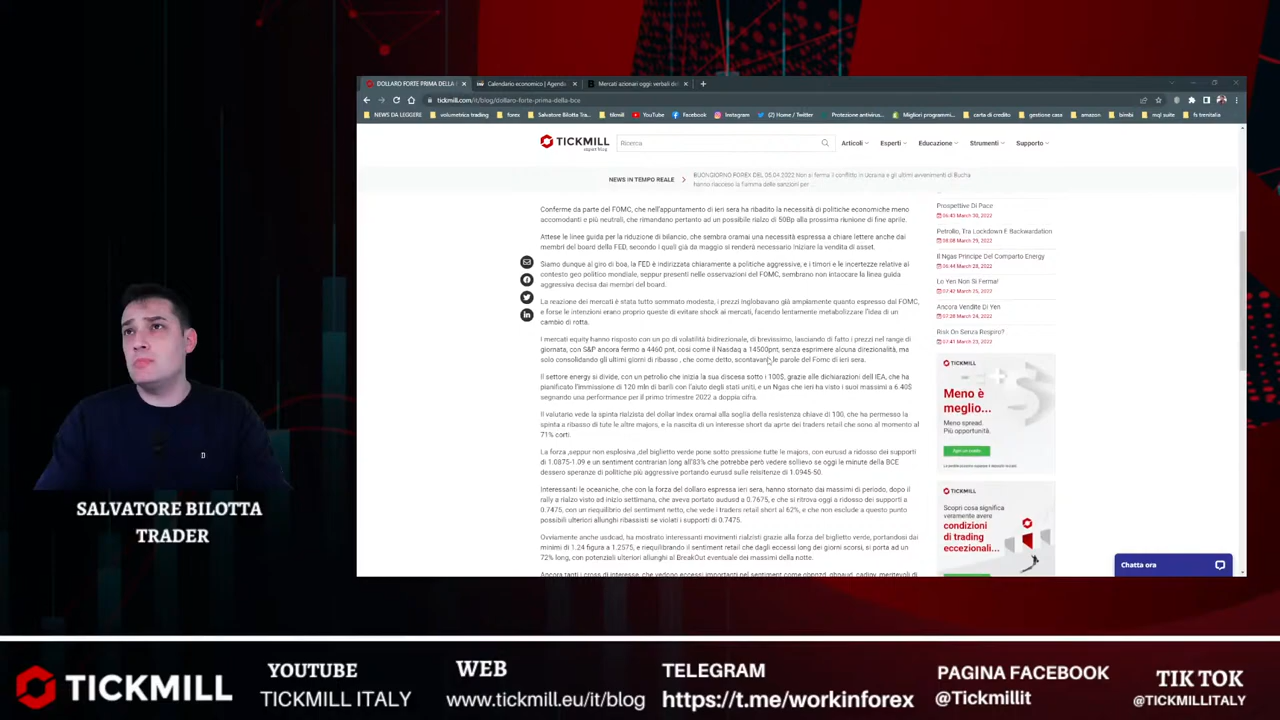 DOLLARO FORTE PRIMA DELLA
Calendario economico | Agenda
Mercati azionari oggi: verbali di
tickmill.com/it/blog/dollaro-forte-prima-della-bce
NEWS DA LEGGERE
volumetrica trading
forex
Salvatore Bilotta Tra...
tikmill
YouTube
Facebook
Instagram
(2) Home / Twitter
Protezione antivirus...
Migliori programmi...
carta di credito
gestione casa
amazon
bimbi
mql suite
fs trenitalia
TICKMILL
expert blog
Ricerca
Articoli
Esperti
Educazione
Strumenti
Supporto
NEWS IN TEMPO REALE
BUONGIORNO FOREX DEL 05.04.2022 Non si ferma il conflitto in Ucraina e gli ultimi avvenimenti di Bucha
hanno riacceso la fiamma delle sanzioni per ...
Conferme da parte del FOMC, che nell'appuntamento di ieri sera ha ribadito la necessità di politiche economiche meno
accomodanti e più neutrali, che rimandano pertanto ad un possibile rialzo di 50Bp alla prossima riunione di fine aprile.
Attese le linee guida per la riduzione di bilancio, che sembra oramai una necessità espressa a chiare lettere anche dai
membri del board della FED, secondo i quali già da maggio si renderà necessario iniziare la vendita di asset.
Siamo dunque al giro di boa, la FED è indirizzata chiaramente a politiche aggressive, e i timori e le incertezze relative al
contesto geo politico mondiale, seppur presenti nelle osservazioni del FOMC, sembrano non intaccare la linea guida
aggressiva decisa dai membri del board.
La reazione dei mercati è stata tutto sommato modesta, i prezzi inglobavano già ampiamente quanto espresso dal FOMC,
e forse le intenzioni erano proprio queste di evitare shock ai mercati, facendo lentamente metabolizzare l'idea di un
cambio di rotta.
I mercati equity hanno risposto con un po di volatilità bidirezionale, di brevissimo, lasciando di fatto i prezzi nel range di
giornata, con S&P ancora fermo a 4460 pnt, così come il Nasdaq a 14500pnt, senza esprimere alcuna direzionalità, ma
solo consolidando gli ultimi giorni di ribasso , che come detto, scontavano le parole del Fomc di ieri sera.
Il settore energy si divide, con un petrolio che inizia la sua discesa sotto i 100$, grazie alle dichiarazioni dell IEA, che ha
pianificato l'immissione di 120 mln di barili con l'aiuto degli stati uniti, e un Ngas che ieri ha visto i suoi massimi a 6.40$
segnando una performance per il primo trimestre 2022 a doppia cifra.
Il valutario vede la spinta rialzista del dollar index oramai alla soglia della resistenza chiave di 100, che ha permesso la
spinta a ribasso di tute le altre majors, e la nascita di un interesse short da aprte dei traders retail che sono al momento al
71% corti.
La forza ,seppur non esplosiva ,del biglietto verde pone sotto pressione tutte le majors, con eurusd a ridosso dei supporti
di 1.0875-1.09 e un sentiment contrarian long all'83% che potrebbe però vedere sollievo se oggi le minute della BCE
dessero speranze di politiche più aggressive portando eurusd sulle reisitenze di 1.0945-50.
Interessanti le oceaniche, che con la forza del dollaro espressa ieri sera, hanno stornato dai massimi di periodo, dopo il
rally a rialzo visto ad inizio settimana, che aveva portato audusd a 0.7675, e che si ritrova oggi a ridosso dei supporti a
0.7475, con un riequilibrio del sentiment netto, che vede i traders retail short al 62%, e che non esclude a questo punto
possibili ulteriori allunghi ribassisti se violati i supporti di 0.7475.
Ovviamente anche usdcad, ha mostrato interessanti movimenti rialzisti grazie alla forza del biglietto verde, portandosi dai
minimi di 1.24 figura a 1.2575, e riequilibrando il sentiment retail che dagli eccessi long dei giorni scorsi, si porta ad un
72% long, con potenziali ulteriori allunghi al BreakOut eventuale dei massimi della notte.
Ancora tanti i cross di interesse, che vedono eccessi importanti nel sentiment come
Prospettive Di Pace
06:43 March 30, 2022
Petrolio, Tra Lockdown E Backwardation
08:08 March 29, 2022
Il Ngas Principe Del Comparto Energy
06:44 March 28, 2022
Lo Yen Non Si Ferma!
07:42 March 25, 2022
Ancora Vendite Di Yen
07:28 March 24, 2022
Risk On Senza Respiro?
07:41 March 23, 2022
TICKMILL
Meno è
meglio...
Meno spread.
Più opportunità.
Apri un conto
TICKMILL
Scopri cosa
significa veramente avere
condizioni
di trading
eccezionali...
Chatta ora
SALVATORE BILOTTA
TRADER
TICKMILL
YOUTUBE
TICKMILL ITALY
WEB
www.tickmill.eu/it/blog
TELEGRAM
https://t.me/workinforex
PAGINA FACEBOOK
@Tickmillit
TIK TOK
@TICKMILLITALY